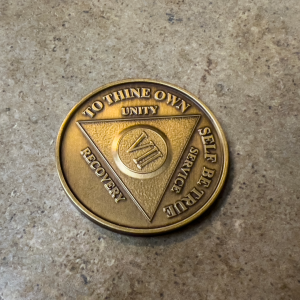 TO THINE OWN
SELF BE TRUE
UNITY
SERVICE
RECOVERY
VII